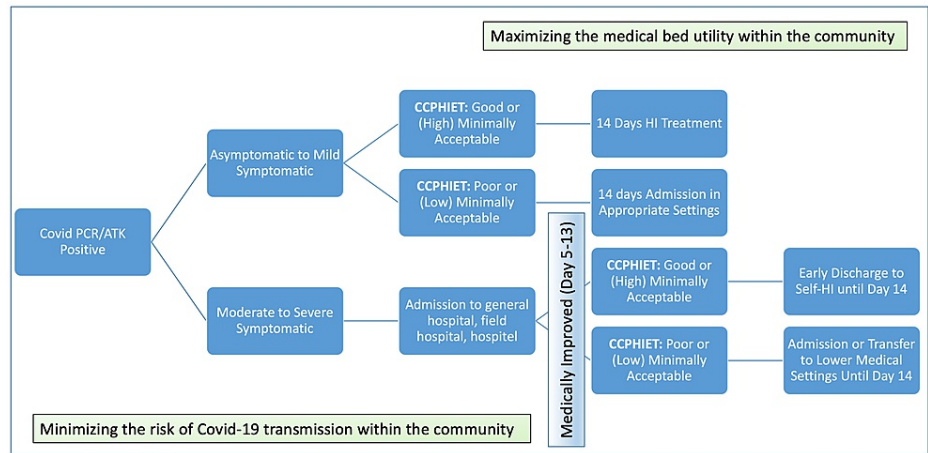 Maximizing the medical bed utility within the community
CCPHIET: Good or
(High) Minimally
Acceptable
14 Days HI Treatment
Asymptomatic to Mild
Symptomatic
CCPHIET: Poor or
(Low) Minimally
Acceptable
14 days Admission in
Appropriate Settings
Covid PCR/ATK
Positive
Medically Improved (Day 5-13)
CCPHIET: Good or
(High) Minimally
Acceptable
Early Discharge to
Self-HI until Day 14
Moderate to Severe
Symptomatic
Admission to general
hospital, field
hospital, hospitel
CCPHIET: Poor or
(Low) Minimally
Acceptable
Admission or Transfer
to Lower Medical
Settings Until Day 14
Minimizing the risk of Covid-19 transmission within the community